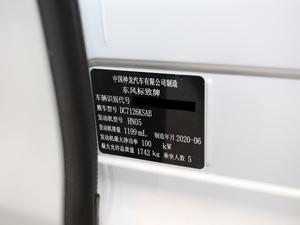 中国神龙汽车有限公司制造
东风标致牌
车辆识别代号
整车型号 DC7126KSAB
发动机型号 HN05
发动机排量 1199 mL 制造年月 2020-06
发动机最大净功率 100 kW
最大允许总质量 1742 kg 乘坐人数 5